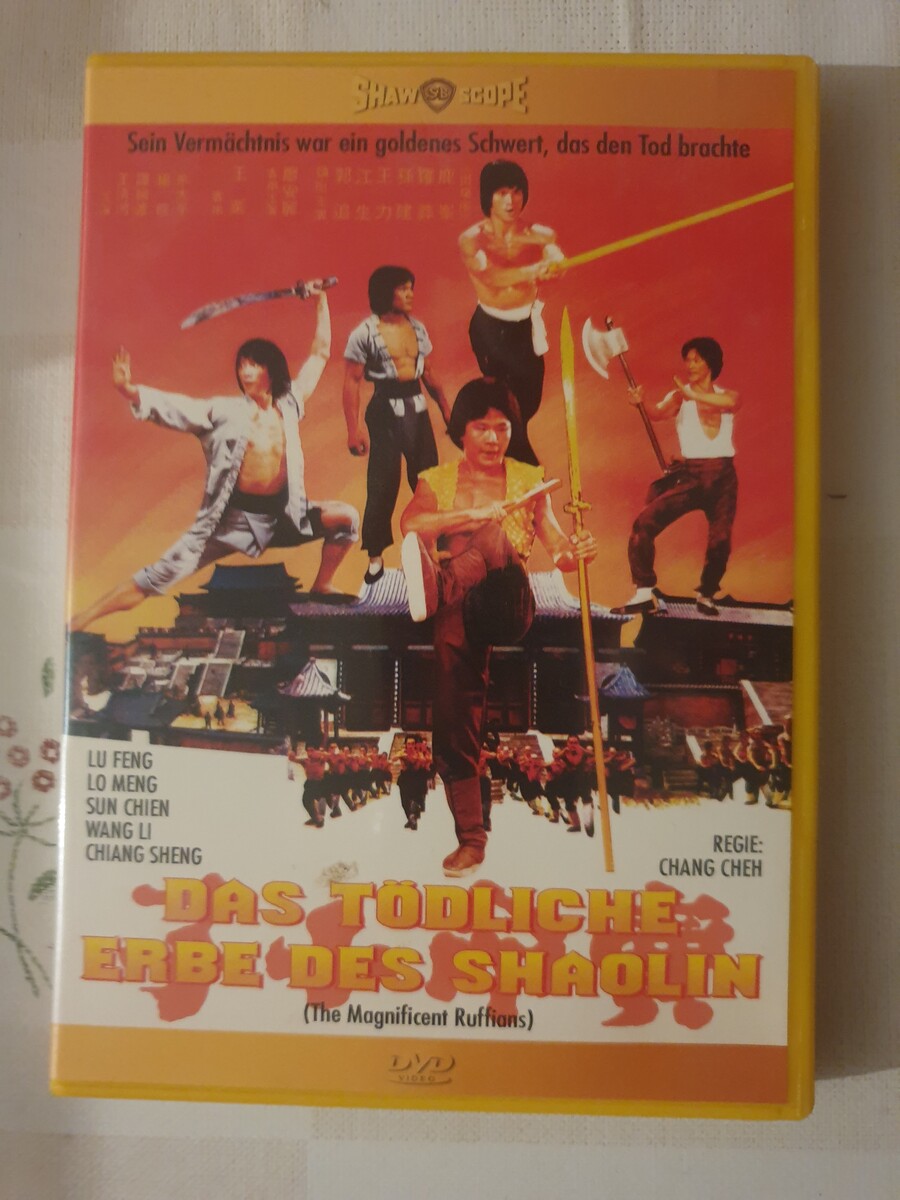 SHAW SB SCOPE
Sein Vermächtnis war ein goldenes Schwert, das den Tod brachte
LU FENG
LO MENG
SUN CHIEN
WANG LI
CHIANG SHENG
REGIE:
CHANG CHEH
DAS TÖDLICHE
ERBE DES SHAOLIN
(The Magnificent Ruffians)
DVD
VIDEO